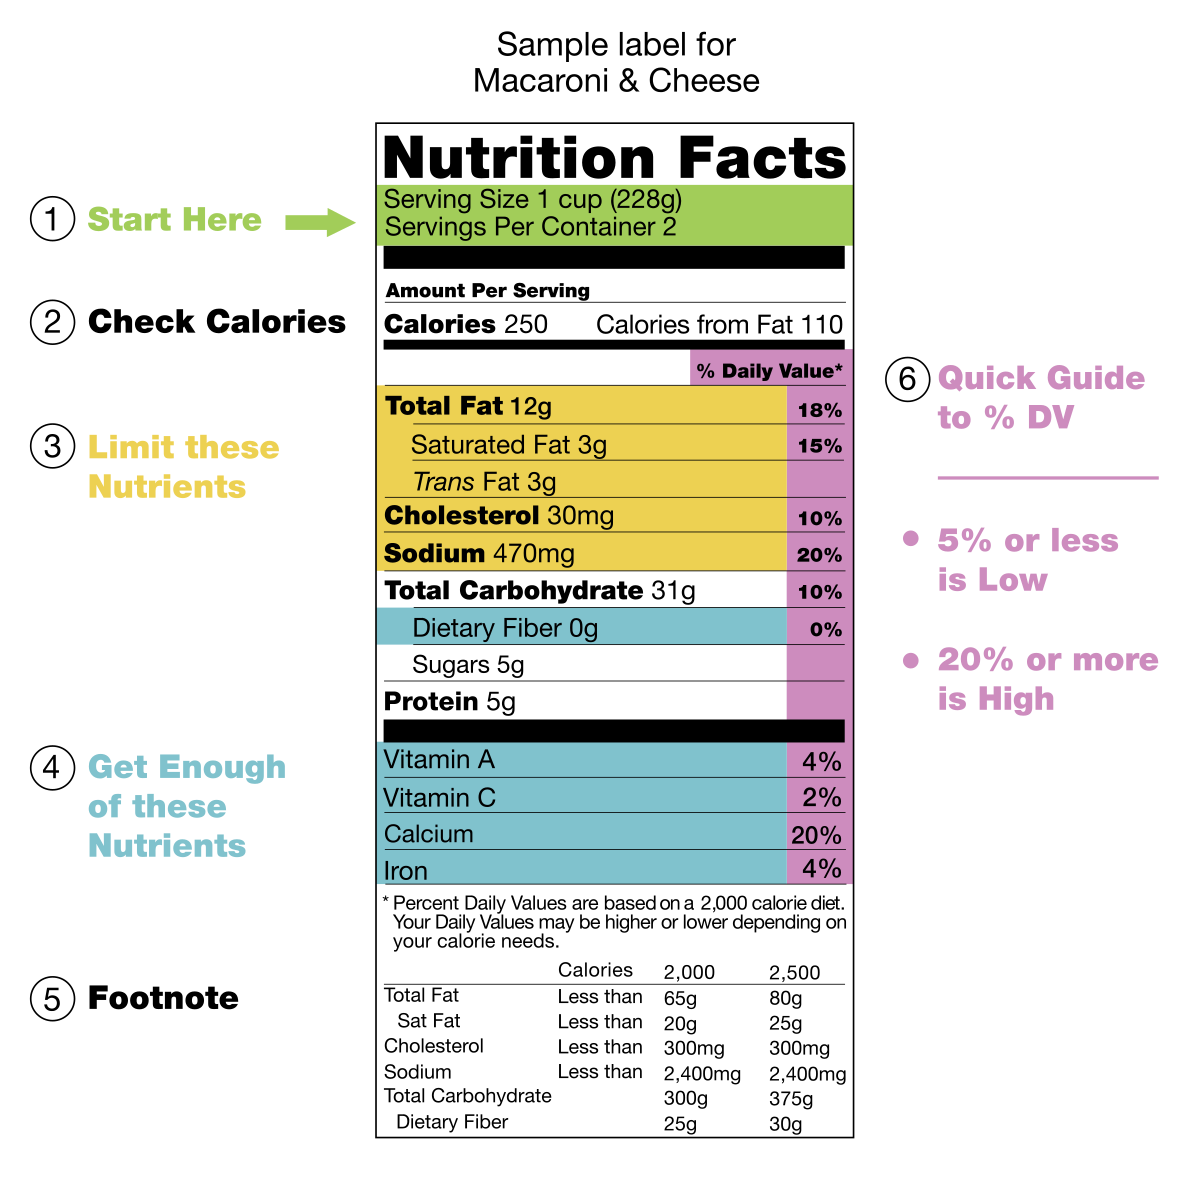 Sample label for
Macaroni & Cheese
Nutrition Facts
1 Start Here
Serving Size 1 cup (228g)
Servings Per Container 2
Amount Per Serving
2 Check Calories
Calories 250 Calories from Fat 110
% Daily Value*
6 Quick Guide
to % DV
5% or less
is Low
20% or more
is High
3 Limit these
Nutrients
Total Fat 12g 18%
Saturated Fat 3g 15%
Trans Fat 3g
Cholesterol 30mg 10%
Sodium 470mg 20%
Total Carbohydrate 31g 10%
Dietary Fiber 0g 0%
Sugars 5g
Protein 5g
4 Get Enough
of these
Nutrients
Vitamin A 4%
Vitamin C 2%
Calcium 20%
Iron 4%
5 Footnote
* Percent Daily Values are based on a 2,000 calorie diet.
Your Daily Values may be higher or lower depending on
your calorie needs.
Calories 2,000 2,500
Total Fat Less than 65g 80g
Sat Fat Less than 20g 25g
Cholesterol Less than 300mg 300mg
Sodium Less than 2,400mg 2,400mg
Total Carbohydrate 300g 375g
Dietary Fiber 25g 30g